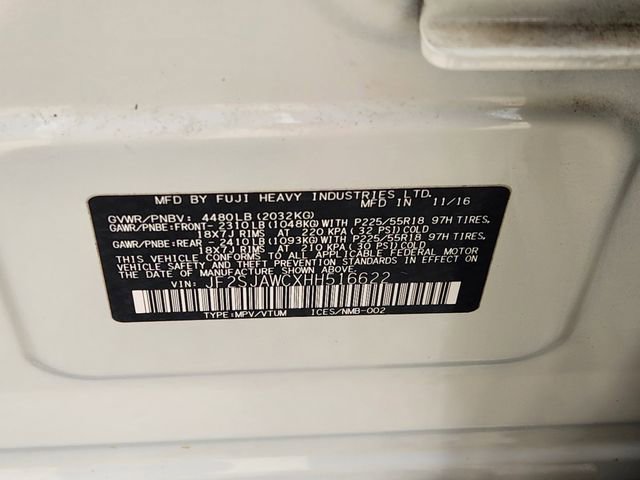 MFD BY FUJI HEAVY INDUSTRIES LTD.
MFD IN 11/16
GVWR/PNBV: 4480LB(2032KG)
GAWR/PNBE:FRONT- 2310LB(1048KG)WITH P225/55R18 97H TIRES.
18X7J RIMS AT 220 KPA(32 PSI)COLD
GAWR/PNBE:REAR - 2410LB(1093KG)WITH P225/55R18 97H TIRES.
18X7J RIMS AT 210 KPA(30 PSI)COLD
THIS VEHICLE CONFORMS TO ALL APPLICABLE FEDERAL MOTOR
VEHICLE SAFETY AND THEFT PREVENTION STANDARDS IN EFFECT ON
THE DATE OF MANUFACTURE SHOWN ABOVE.
VIN: JF2SJAWCXHH516622
TYPE:MPV/VTUM ICES/NMB-002